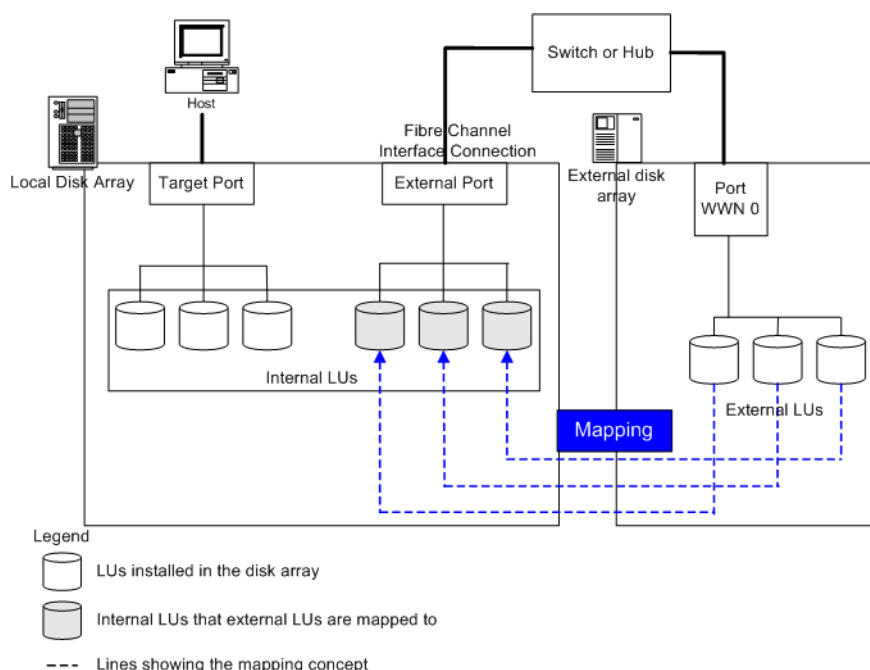 Switch or Hub
Host
Fibre Channel
Interface Connection
Local Disk Array
Target Port
External Port
External disk
array
Port
WWN 0
Internal LUs
External LUs
Mapping
Legend
LUs installed in the disk array
Internal LUs that external LUs are mapped to
Lines showing the mapping concept